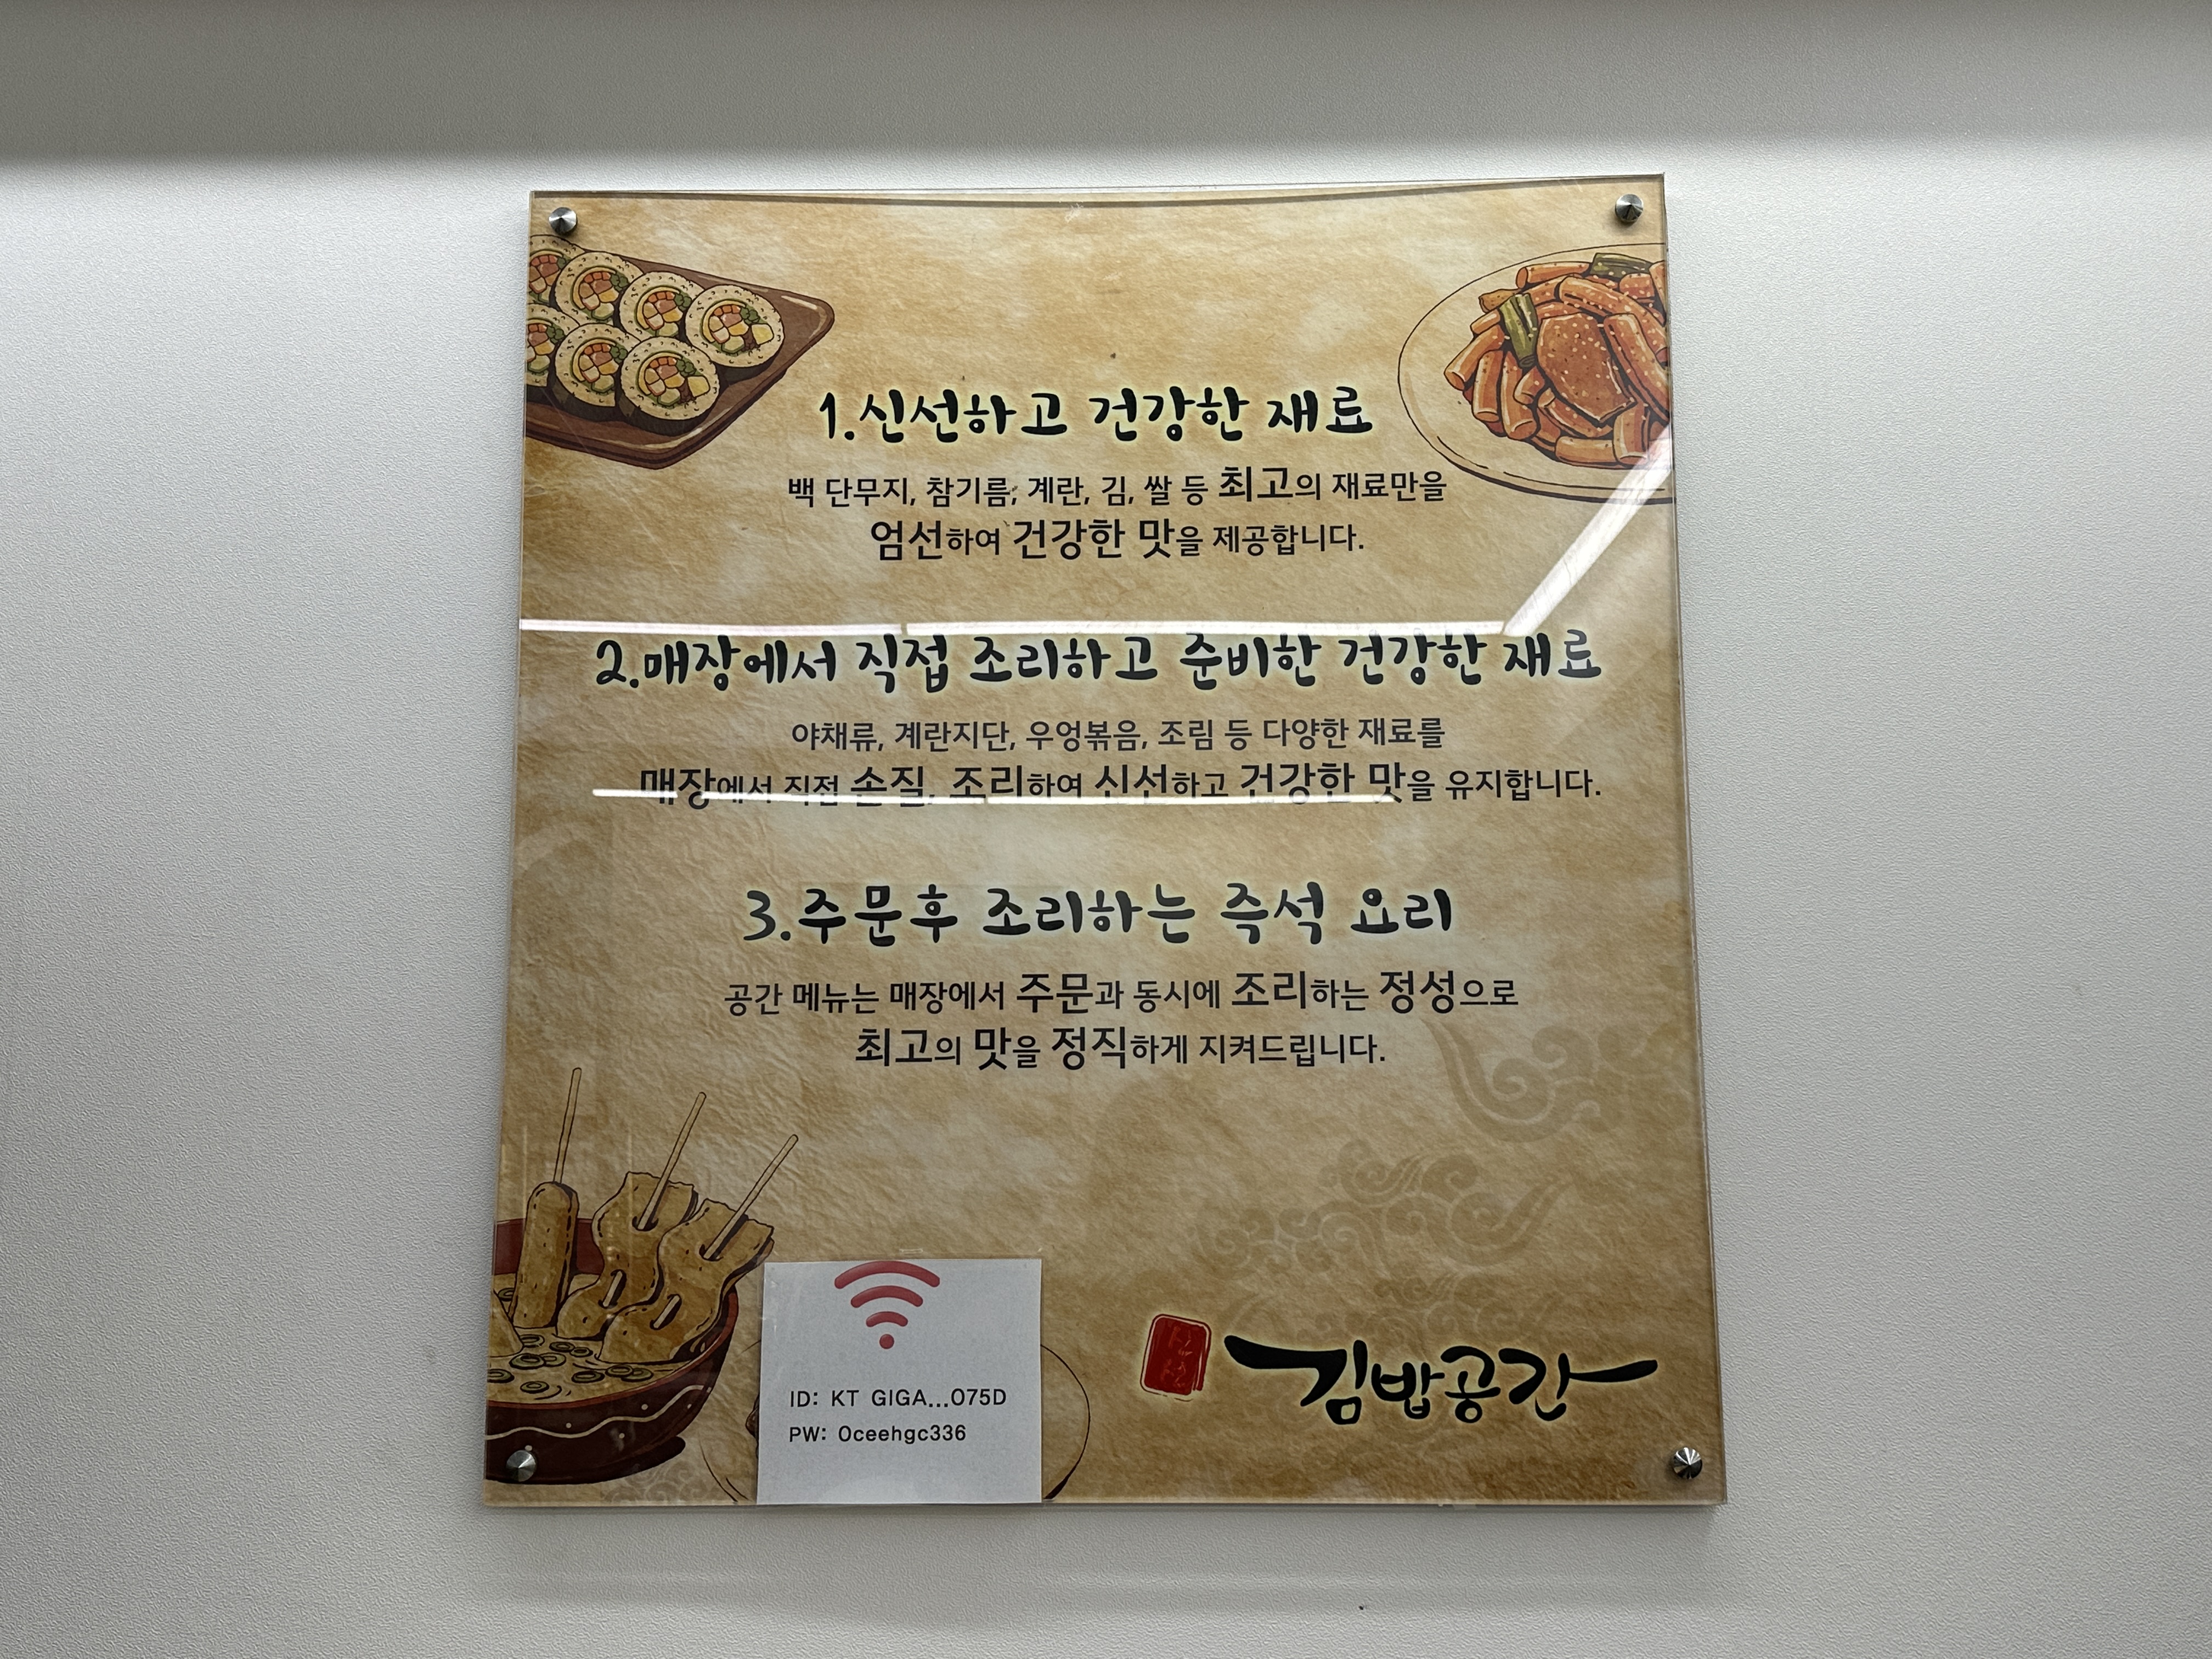 1.신선하고 건강한 재료
백 단무지, 참기름, 계란, 김, 쌀 등 최고의 재료만을
엄선하여 건강한 맛을 제공합니다.
2.매장에서 직접 조리하고 준비한 건강한 재료
야채류, 계란지단, 우엉볶음, 조림 등 다양한 재료를
매장에서 직접 손질, 조리하여 신선하고 건강한 맛을 유지합니다.
3.주문후 조리하는 즉석 요리
공간 메뉴는 매장에서 주문과 동시에 조리하는 정성으로
최고의 맛을 정직하게 지켜드립니다.
ID: KT GIGA...075D
PW: 0ceehgc336
김밥공간